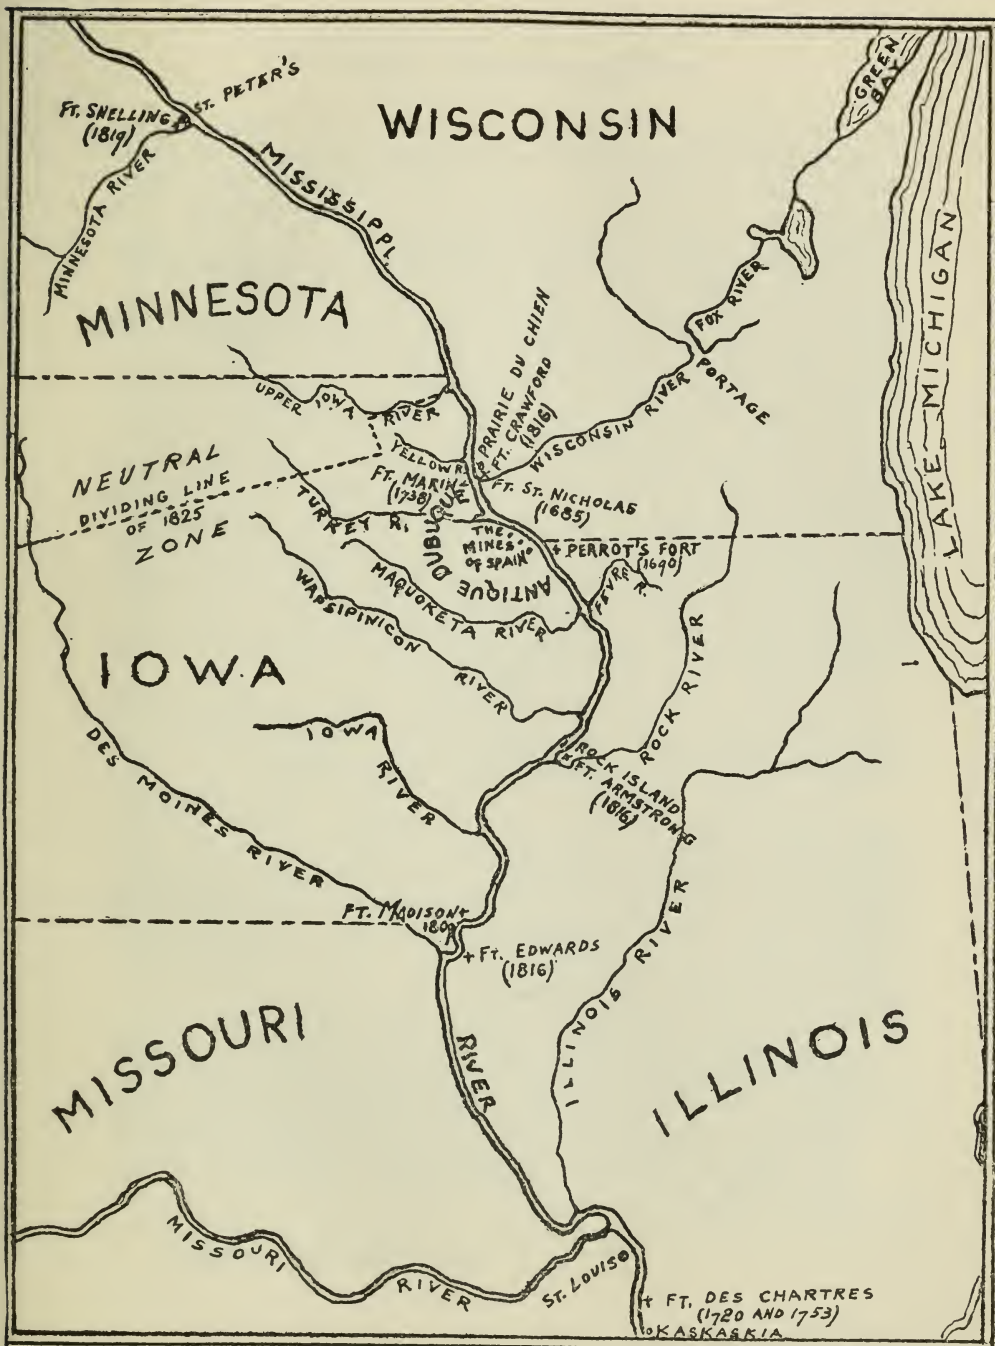 GREEN
BAY
ST. PETER'S
FT. SNELLING
(1819)
WISCONSIN
MISSISSIPPI
MINNESOTA RIVER
LAKE MICHIGAN
FOX RIVER
MINNESOTA
PORTAGE
PRAIRIE DU CHIEN
FT. CRAWFORD
(1816)
UPPER IOWA RIVER
WISCONSIN RIVER
YELLOW R.
FT. MARIN
(1738)
FT. ST. NICHOLAS
(1685)
NEUTRAL
DIVIDING LINE
OF 1825
ZONE
TURKEY R.
ANTIQUE DUBUQUE
THE
MINES
OF SPAIN
PERROT'S FORT
(1690)
FEVRE R.
MAQUOKETA RIVER
WAPSIPINICON RIVER
ROCK RIVER
IOWA
IOWA RIVER
ROCK ISLAND
FT. ARMSTRONG
(1816)
DES MOINES RIVER
FT. MADISON
FT. EDWARDS
(1816)
ILLINOIS RIVER
MISSOURI
RIVER
ILLINOIS
MISSOURI RIVER
ST. LOUIS
FT. DES CHARTRES
(1720 AND 1753)
KASKASKIA